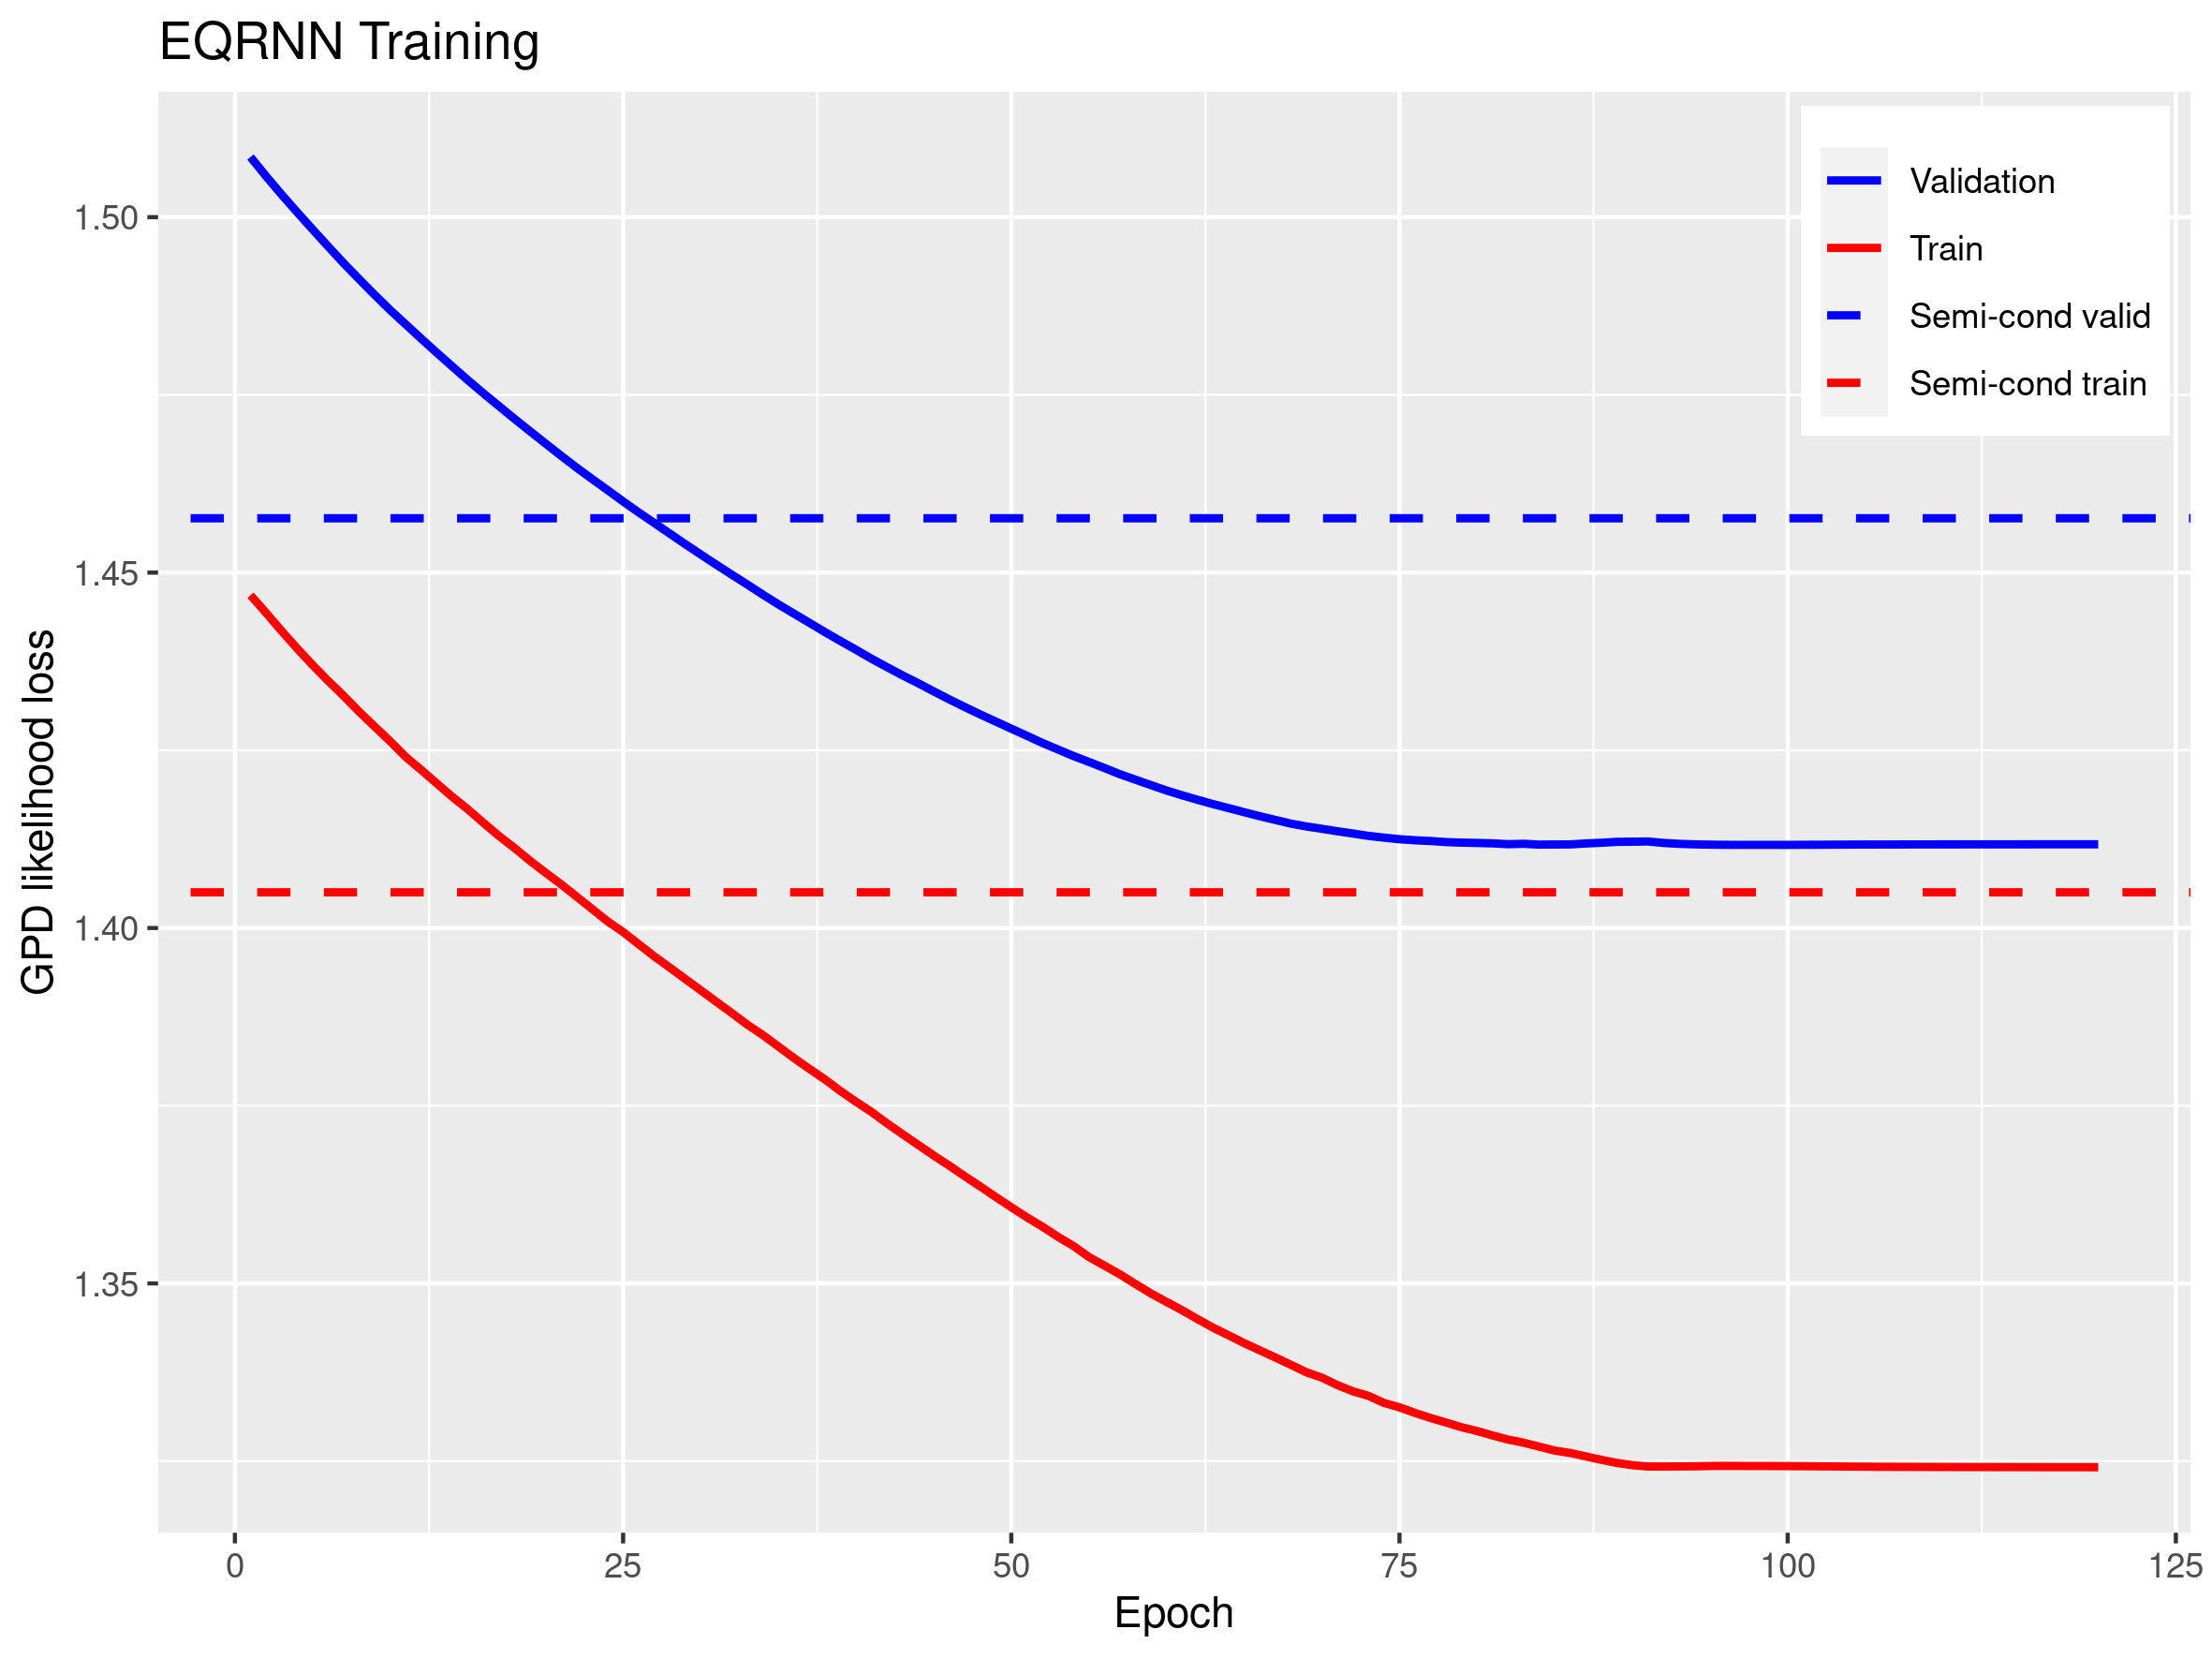 EQRNN Training
Validation
Train
Semi-cond valid
Semi-cond train
GPD likelihood loss
1.50
1.45
1.40
1.35
0 25 50 75 100 125
Epoch